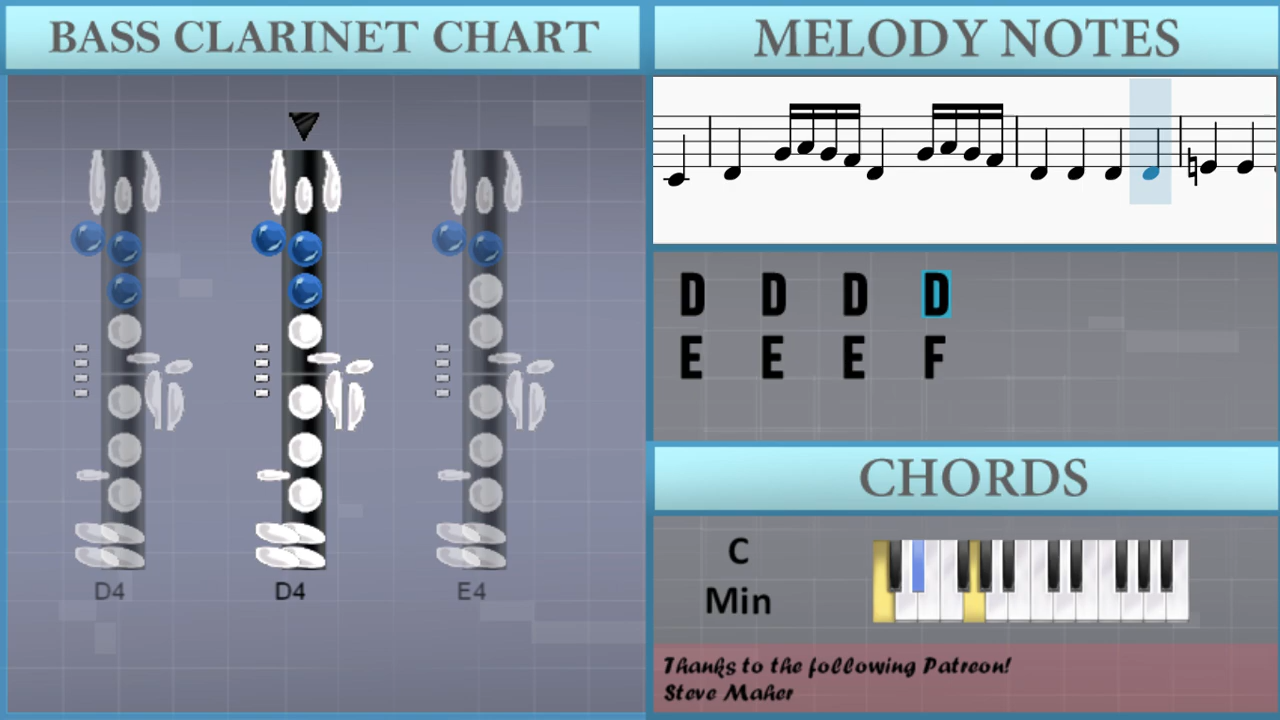 BASS CLARINET CHART
D4 D4 E4
MELODY NOTES
D D D D
E E E F
CHORDS
C
Min
Thanks to the following Patreon!
Steve Maher